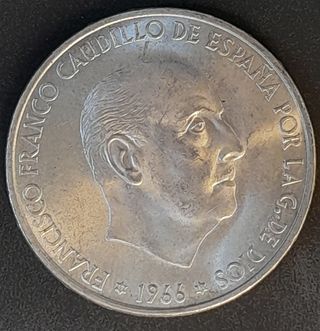 FRANCISCO FRANCO CAUDILLO DE ESPAÑA POR LA G. DE DIOS
* 1966 *